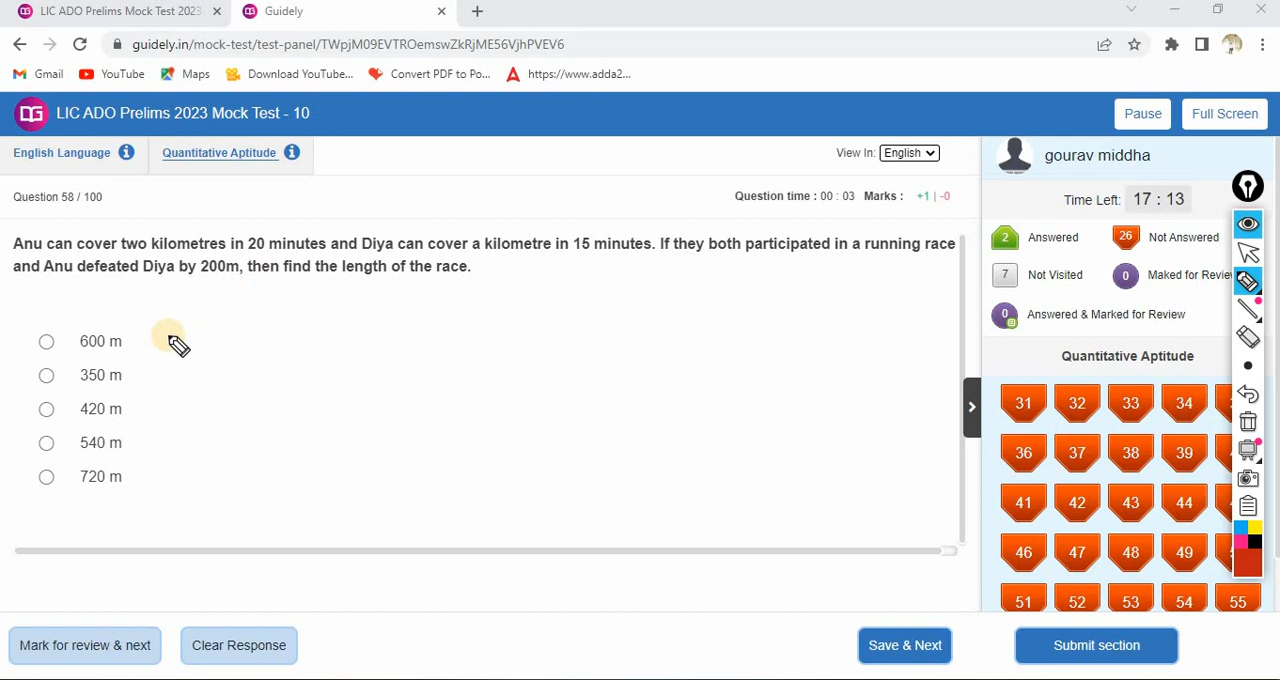 LIC ADO Prelims Mock Test 2023
Guidely
guidely.in/mock-test/test-panel/TWpjM09EVTROemswZkRjME56VjhPVEV6
Gmail YouTube Maps Download YouTube... Convert PDF to Po... https://www.adda2...
DG LIC ADO Prelims 2023 Mock Test - 10 Pause Full Screen
English Language Quantitative Aptitude View In: English
gourav middha
Question 58 / 100 Question time : 00 : 03 Marks : +1 | -0
Time Left: 17 : 13
Anu can cover two kilometres in 20 minutes and Diya can cover a kilometre in 15 minutes. If they both participated in a running race
and Anu defeated Diya by 200m, then find the length of the race.
600 m
350 m
420 m
540 m
720 m
2 Answered 26 Not Answered
7 Not Visited 0 Maked for Revie
0 Answered & Marked for Review
Quantitative Aptitude
31 32 33 34
36 37 38 39
41 42 43 44
46 47 48 49
51 52 53 54 55
Mark for review & next Clear Response Save & Next Submit section